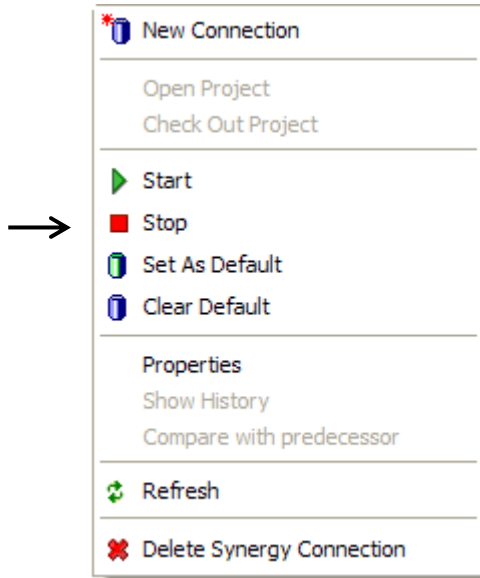 New Connection
Open Project
Check Out Project
Start
Stop
Set As Default
Clear Default
Properties
Show History
Compare with predecessor
Refresh
Delete Synergy Connection